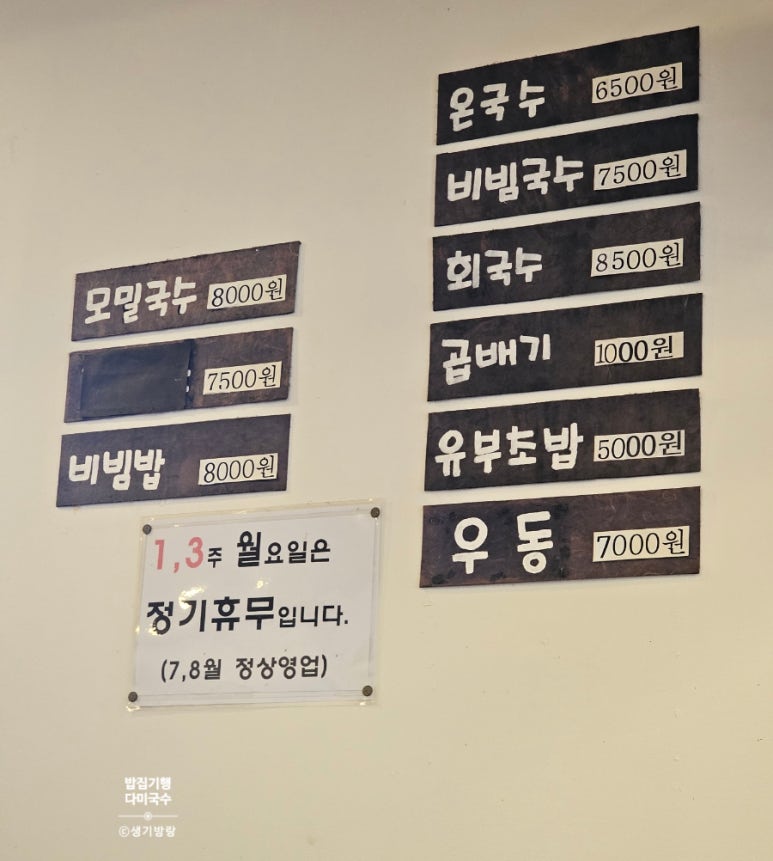 모밀국수 8000원
7500원
비빔밥 8000원
온국수 6500원
비빔국수 7500원
회국수 8500원
곱배기 1000원
유부초밥 5000원
우동 7000원
1,3주 월요일은
정기휴무입니다.
(7,8월 정상영업)
밥집기행
다미국수
©생기방랑